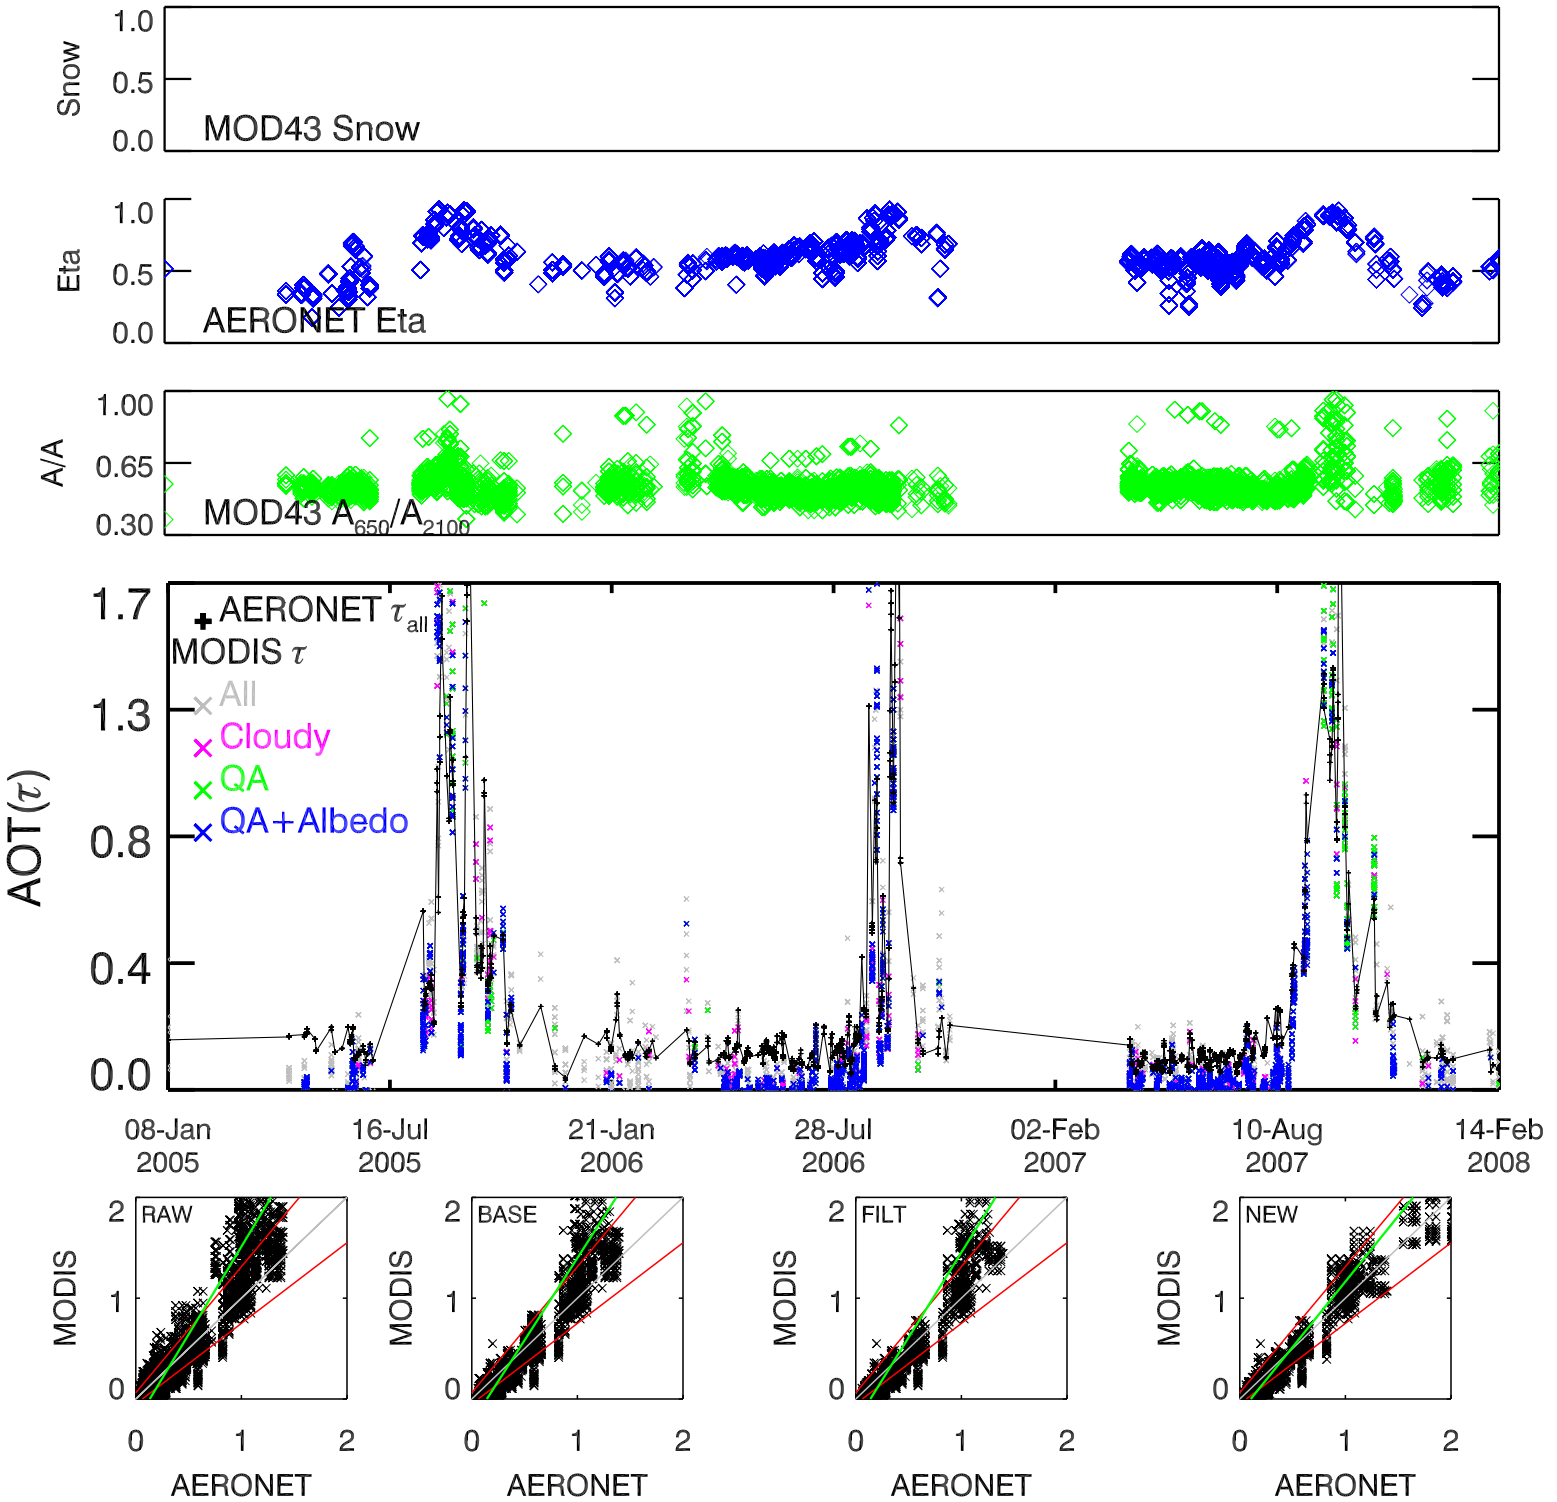 1.0
0.5
0.0
Snow
MOD43 Snow
1.0
0.5
0.0
Eta
AERONET Eta
1.00
0.65
0.30
A/A
MOD43 A650/A2100
1.7
1.3
0.8
0.4
0.0
AOT(τ)
AERONET τall
MODIS τ
All
Cloudy
QA
QA+Albedo
08-Jan 16-Jul 21-Jan 28-Jul 02-Feb 10-Aug 14-Feb
2005 2005 2006 2006 2007 2007 2008
2
1
0
MODIS
RAW
0 1 2
AERONET
2
1
0
MODIS
BASE
0 1 2
AERONET
2
1
0
MODIS
FILT
0 1 2
AERONET
2
1
0
MODIS
NEW
0 1 2
AERONET